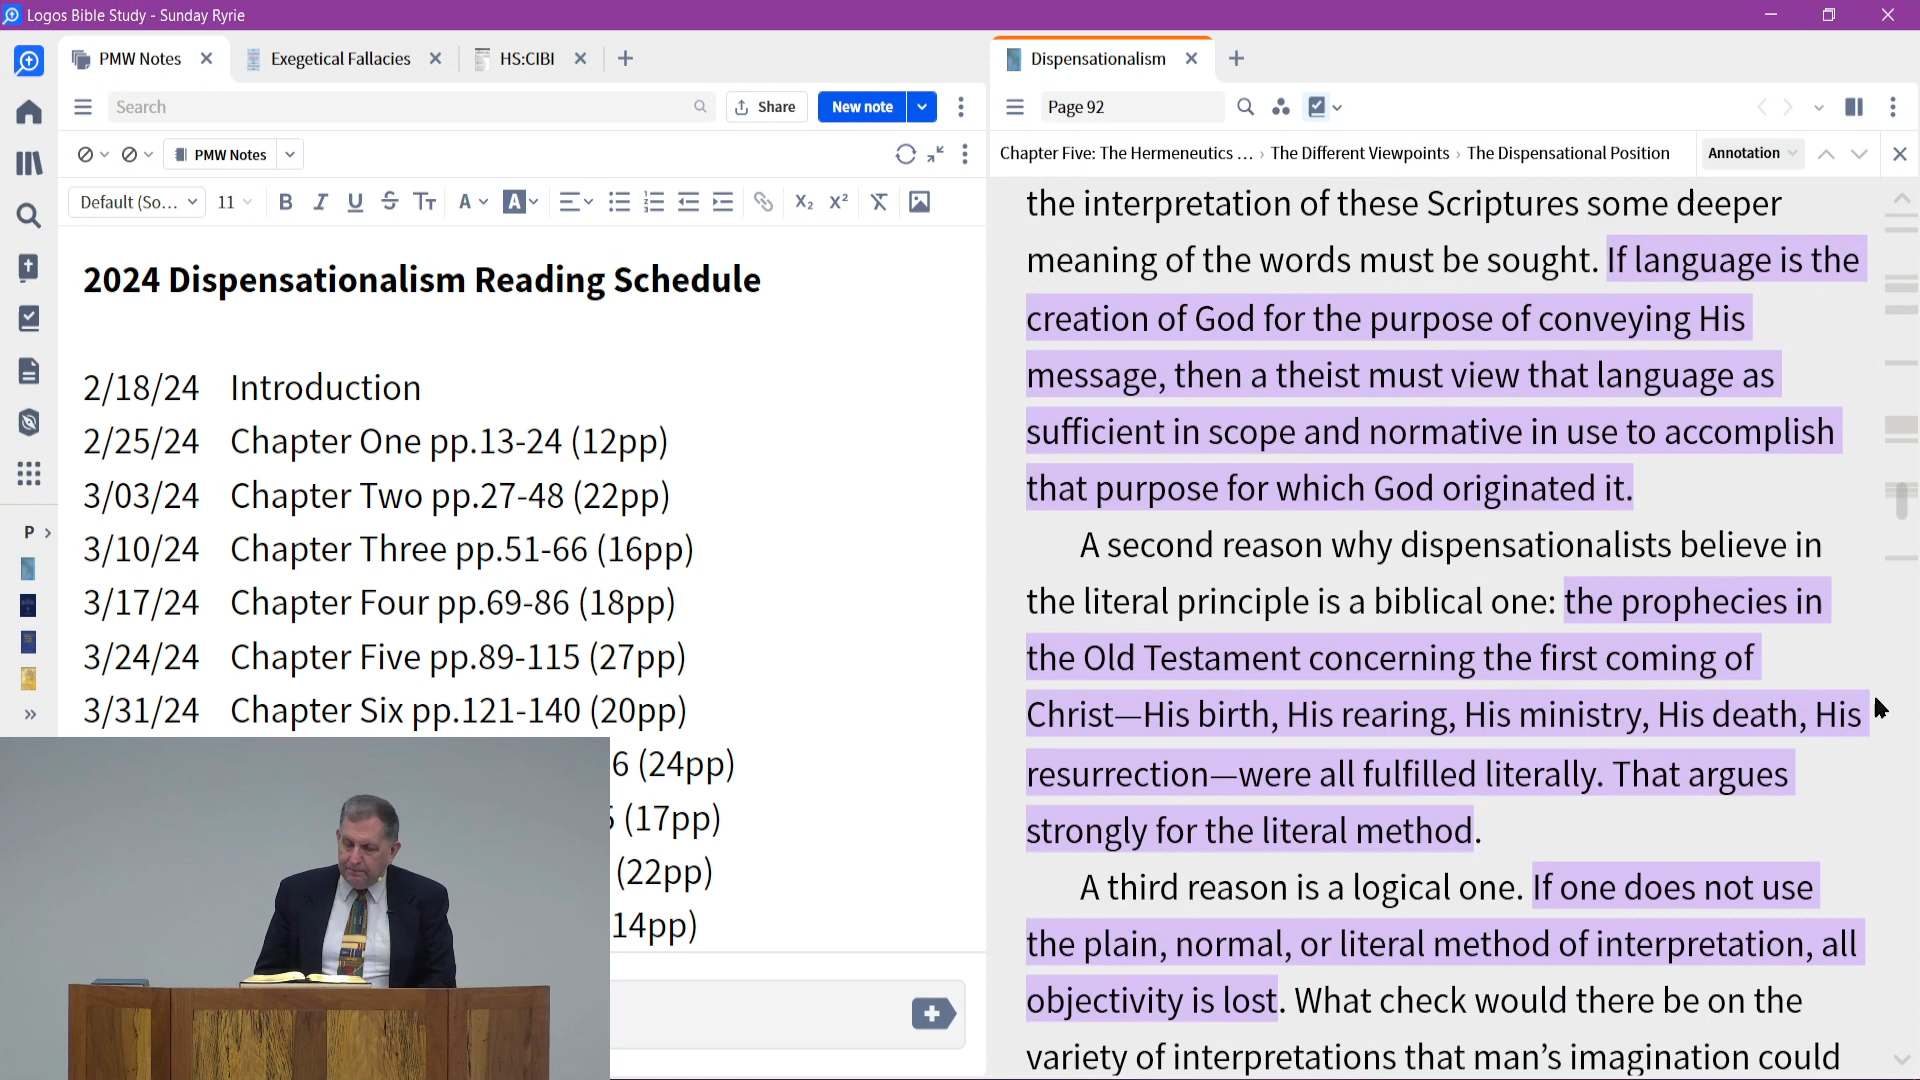 Logos Bible Study - Sunday Ryrie
PMW Notes
Exegetical Fallacies
HS:CIBI
Search
Share
New note
PMW Notes
Default (So...
11
2024 Dispensationalism Reading Schedule
2/18/24 Introduction
2/25/24 Chapter One pp.13-24 (12pp)
3/03/24 Chapter Two pp.27-48 (22pp)
3/10/24 Chapter Three pp.51-66 (16pp)
3/17/24 Chapter Four pp.69-86 (18pp)
3/24/24 Chapter Five pp.89-115 (27pp)
3/31/24 Chapter Six pp.121-140 (20pp)
6 (24pp)
(17pp)
(22pp)
14pp)
P
Dispensationalism
Page 92
Chapter Five: The Hermeneutics ... › The Different Viewpoints › The Dispensational Position
Annotation
the interpretation of these Scriptures some deeper
meaning of the words must be sought. If language is the
creation of God for the purpose of conveying His
message, then a theist must view that language as
sufficient in scope and normative in use to accomplish
that purpose for which God originated it.
A second reason why dispensationalists believe in
the literal principle is a biblical one: the prophecies in
the Old Testament concerning the first coming of
Christ—His birth, His rearing, His ministry, His death, His
resurrection—were all fulfilled literally. That argues
strongly for the literal method.
A third reason is a logical one. If one does not use
the plain, normal, or literal method of interpretation, all
objectivity is lost. What check would there be on the
variety of interpretations that man’s imagination could